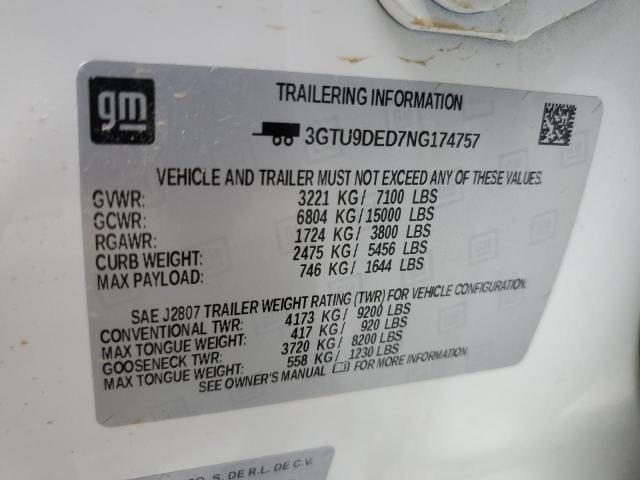 gm
TRAILERING INFORMATION
3GTU9DED7NG174757
VEHICLE AND TRAILER MUST NOT EXCEED ANY OF THESE VALUES.
GVWR: 3221 KG/ 7100 LBS
GCWR: 6804 KG/15000 LBS
RGAWR: 1724 KG/ 3800 LBS
CURB WEIGHT: 2475 KG/ 5456 LBS
MAX PAYLOAD: 746 KG/ 1644 LBS
SAE J2807 TRAILER WEIGHT RATING (TWR) FOR VEHICLE CONFIGURATION.
CONVENTIONAL TWR: 4173 KG/ 9200 LBS
MAX TONGUE WEIGHT: 417 KG/ 920 LBS
GOOSENECK TWR: 3720 KG/ 8200 LBS
MAX TONGUE WEIGHT: 558 KG/ 1230 LBS
SEE OWNER'S MANUAL FOR MORE INFORMATION
S. DE R.L. DE C.V.